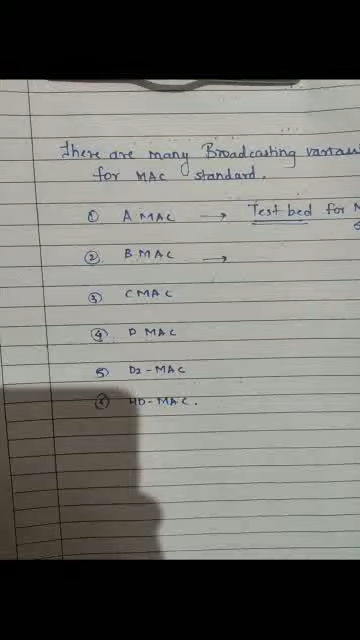 There are many Broadcasting
for MAC standard.
① A MAC → Test bed for
② B MAC →
③ C MAC
④ D MAC
⑤ D2-MAC
HD-MAC.